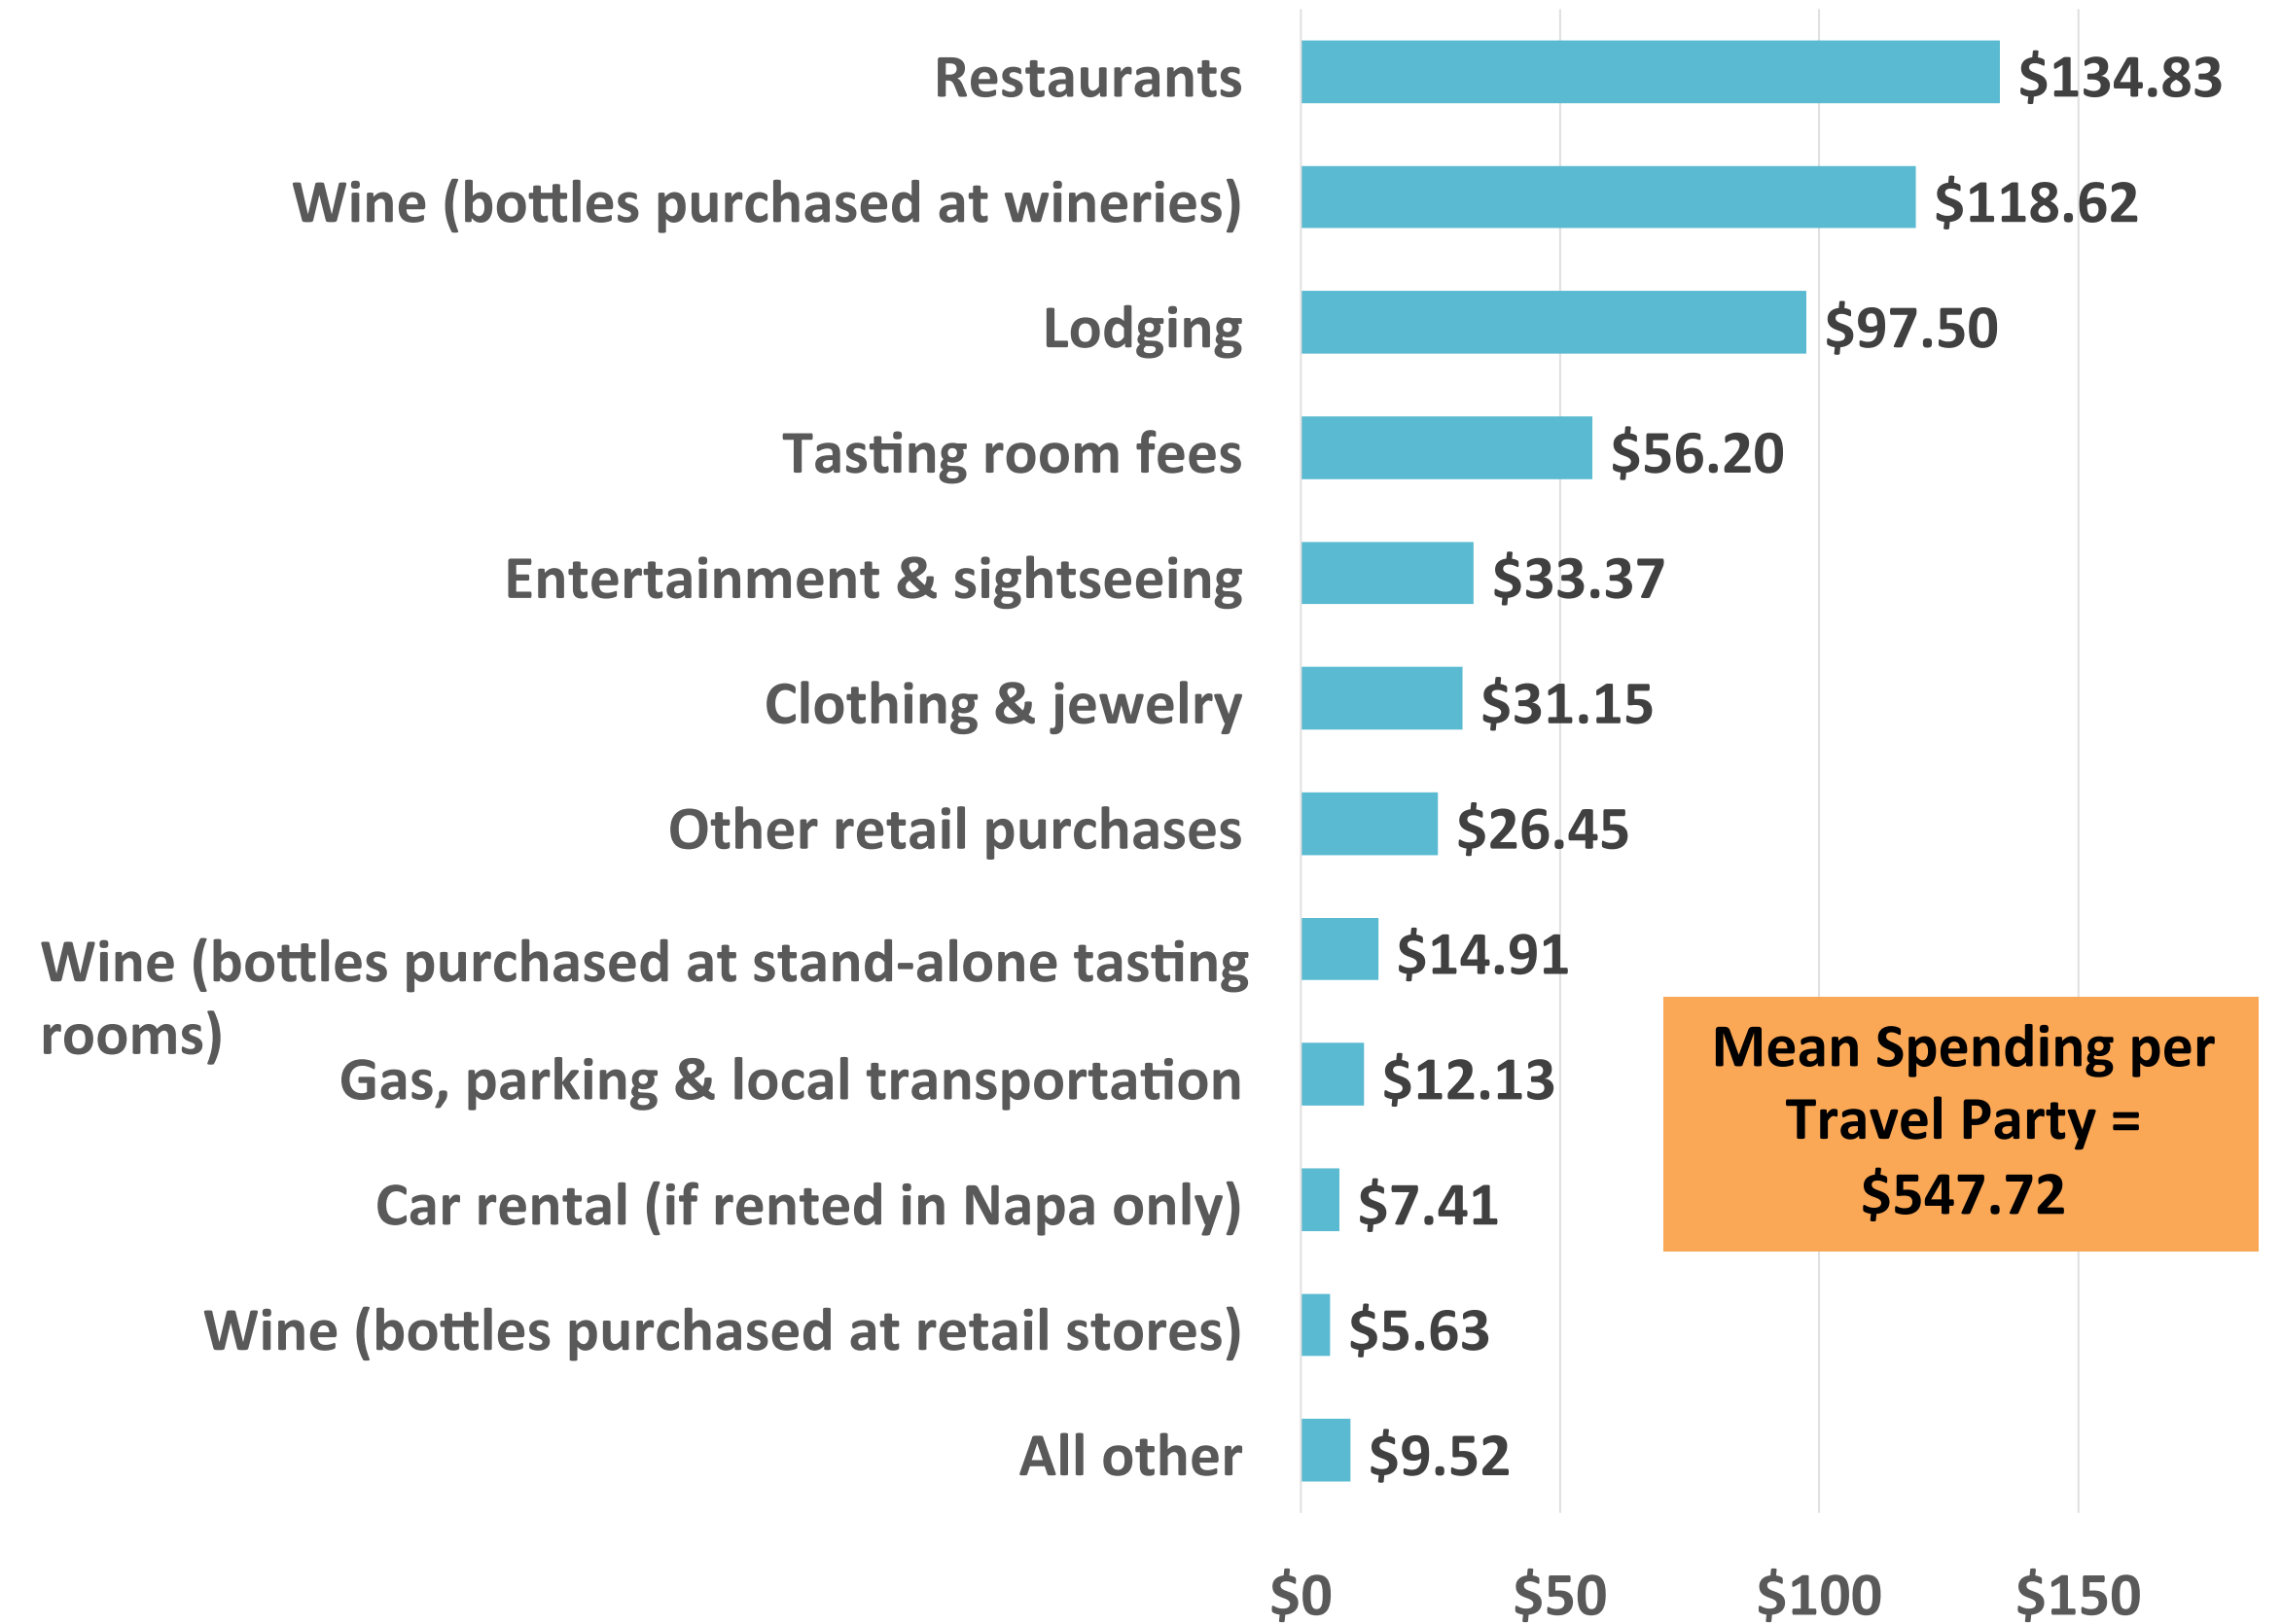 Restaurants
$134.83
Wine (bottles purchased at wineries)
$118.62
Lodging
$97.50
Tasting room fees
$56.20
Entertainment & sightseeing
$33.37
Clothing & jewelry
$31.15
Other retail purchases
$26.45
Wine (bottles purchased at stand-alone tasting
rooms)
$14.91
Gas, parking & local transportation
$12.13
Car rental (if rented in Napa only)
$7.41
Wine (bottles purchased at retail stores)
$5.63
All other
$9.52
Mean Spending per
Travel Party =
$547.72
$0
$50
$100
$150